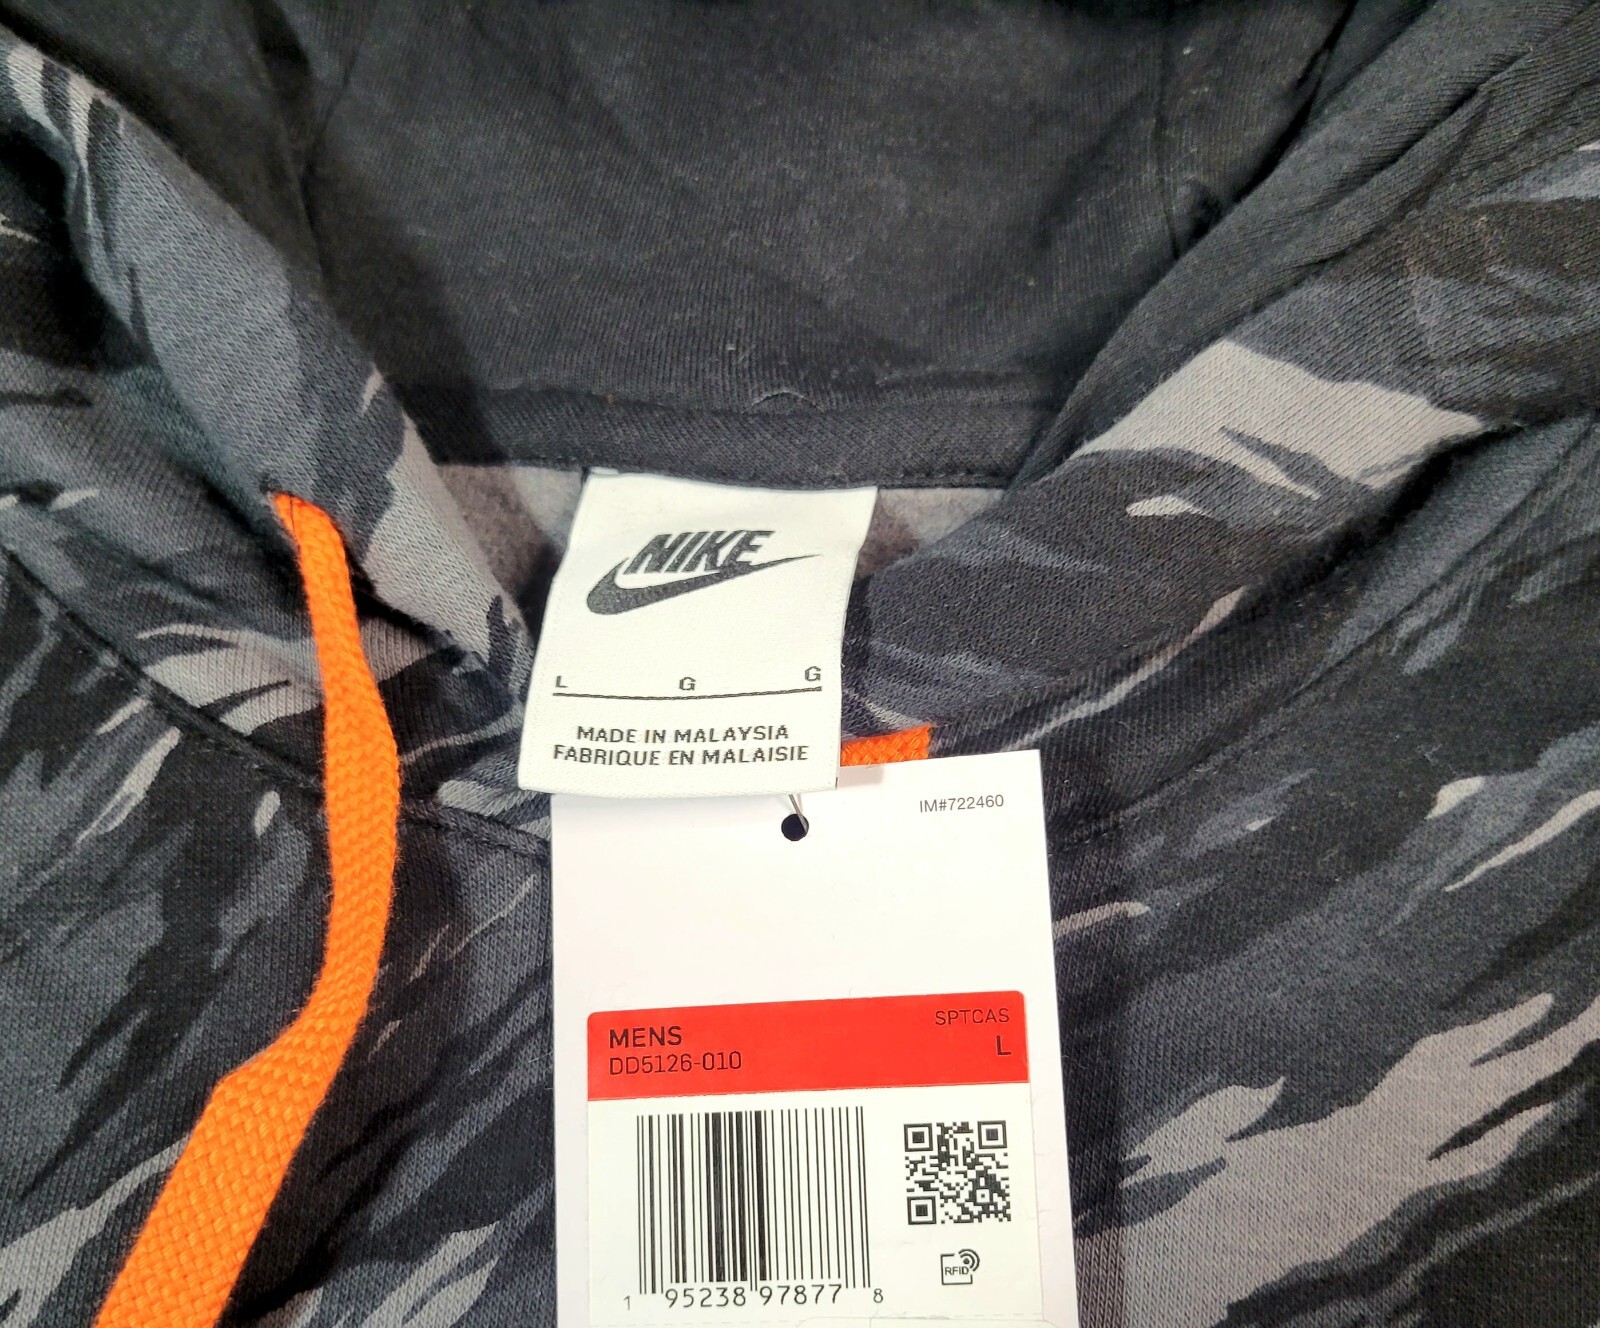 NIKE
L G G
MADE IN MALAYSIA
FABRIQUE EN MALAISIE
IM#722460
MENS SPTCAS
DD5126-010 L
RFID
1 95238 97877 8